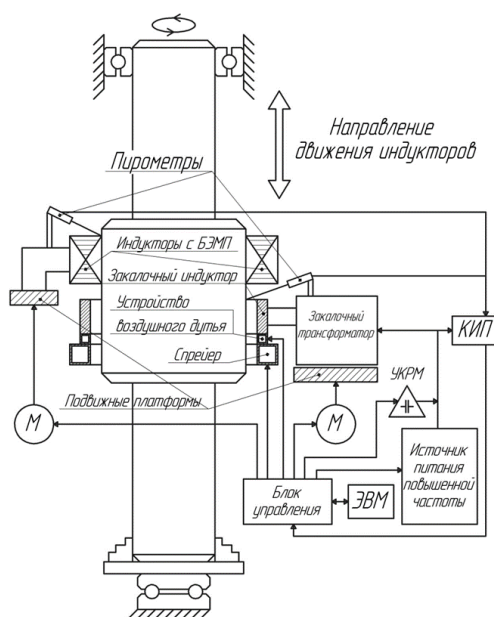 Направление
движения индукторов
Пирометры
Индукторы с БЭМП
Закалочный индуктор
Устройство
воздушного дутья
Спрейер
Закалочный
трансформатор
КИП
УКРМ
Подвижные платформы
М
М
Источник
питания
повышенной
частоты
Блок
управления
ЭВМ